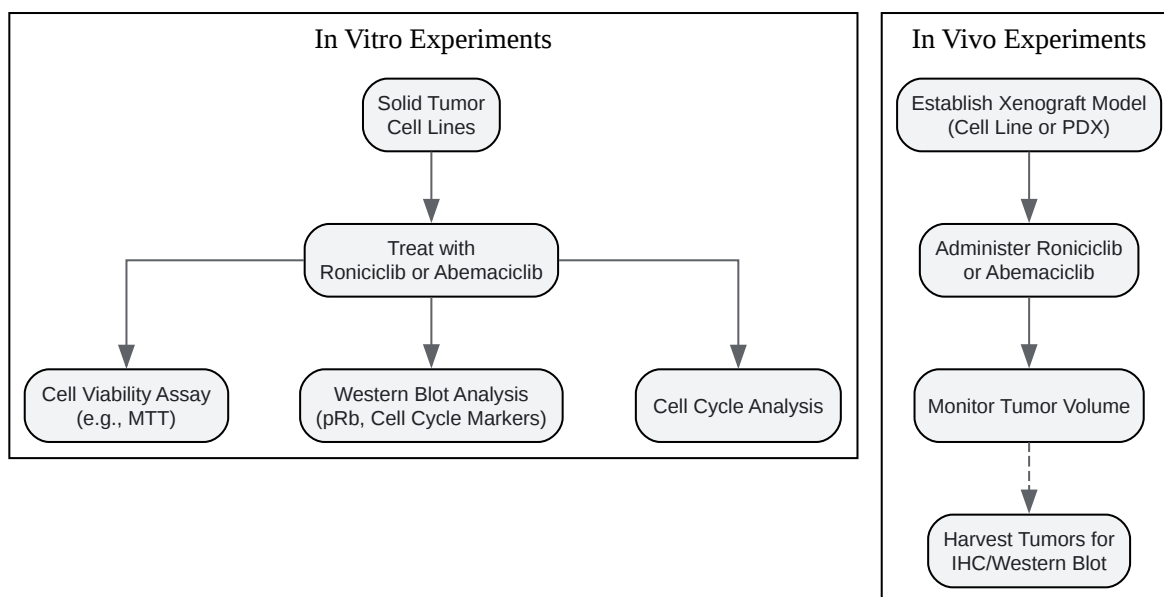 In Vitro Experiments
Solid Tumor
Cell Lines
Treat with
Roniciclib or Abemaciclib
Cell Viability Assay
(e.g., MTT)
Western Blot Analysis
(pRb, Cell Cycle Markers)
Cell Cycle Analysis
In Vivo Experiments
Establish Xenograft Model
(Cell Line or PDX)
Administer Roniciclib
or Abemaciclib
Monitor Tumor Volume
Harvest Tumors for
IHC/Western Blot